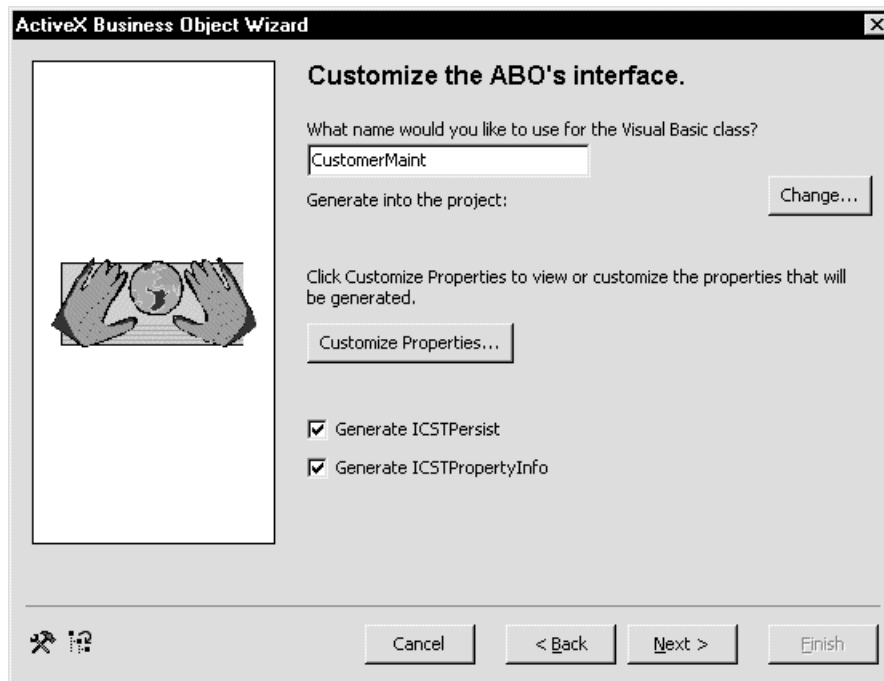 ActiveX Business Object Wizard
Customize the ABO's interface.
What name would you like to use for the Visual Basic class?
CustomerMaint
Generate into the project:
Change...
Click Customize Properties to view or customize the properties that will
be generated.
Customize Properties...
Generate ICSTPersist
Generate ICSTPropertyInfo
Cancel
< Back
Next >
Finish